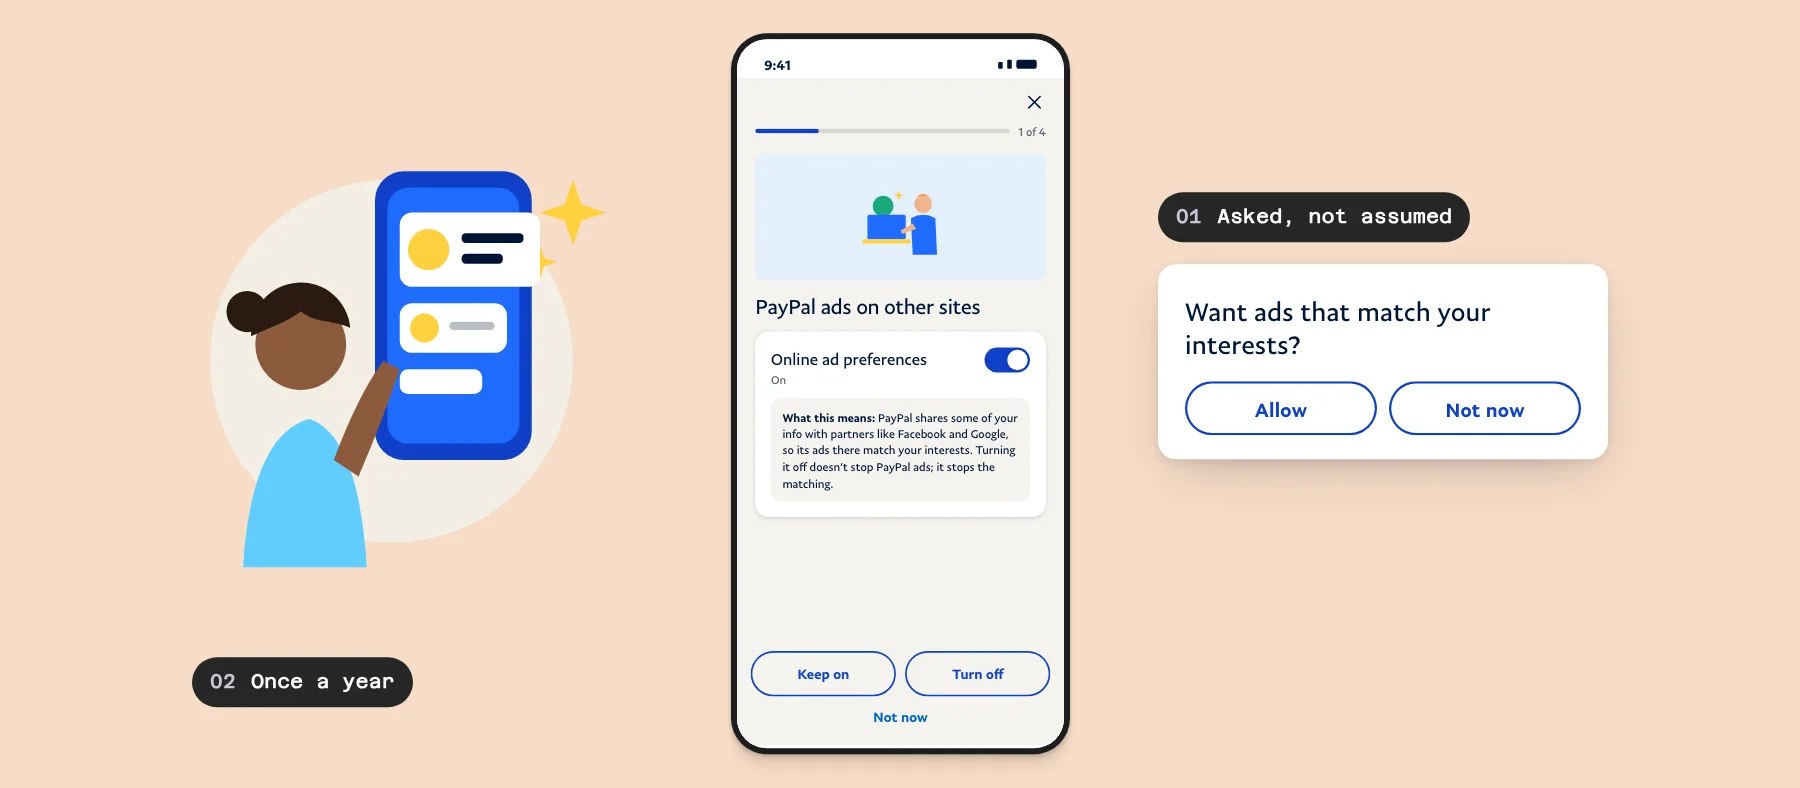 9:41
1 of 4
PayPal ads on other sites
Online ad preferences
On
What this means: PayPal shares some of your
info with partners like Facebook and Google,
so its ads there match your interests. Turning
it off doesn't stop PayPal ads; it stops the
matching.
Keep on
Turn off
Not now
01 Asked, not assumed
Want ads that match your
interests?
Allow
Not now
02 Once a year